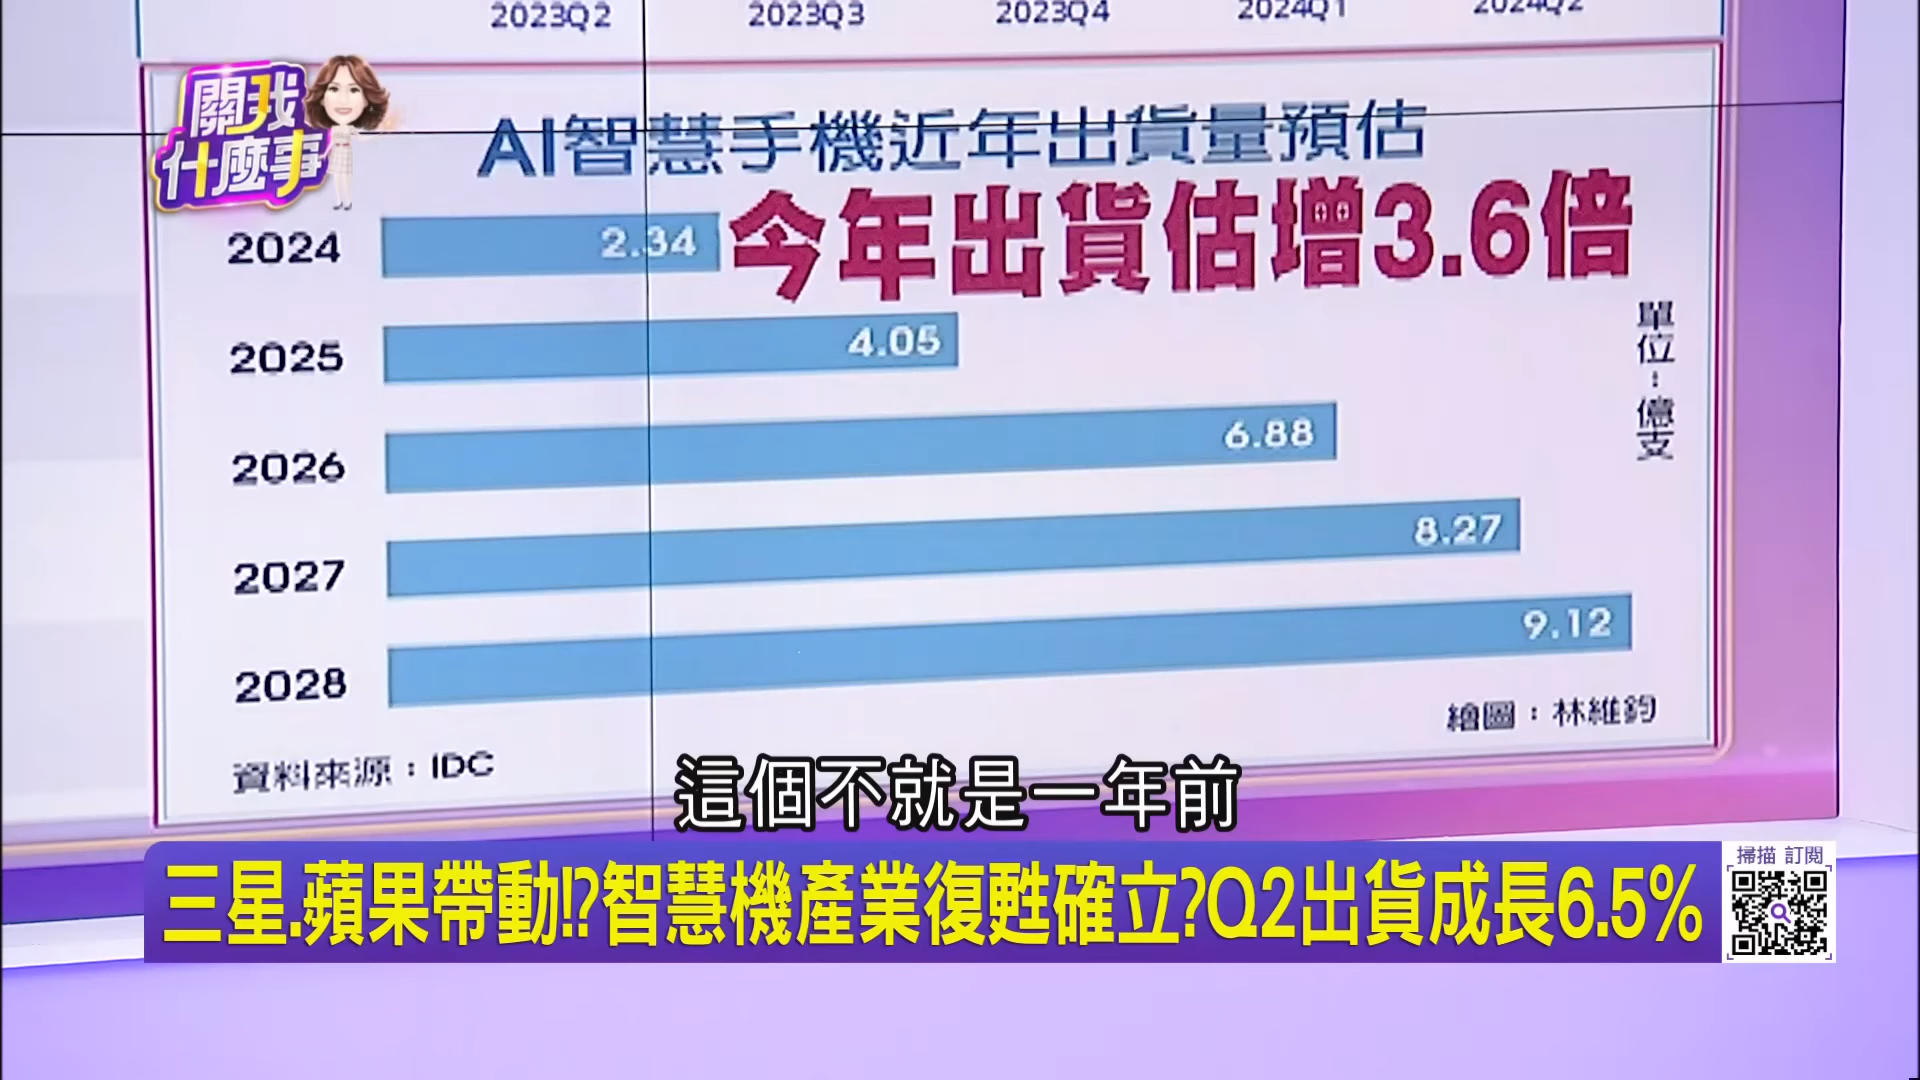 2023Q2 2023Q3 2023Q4 2024Q1 2024Q2
關我
什麼事
AI智慧手機近年出貨量預估
今年出貨估增3.6倍
2024 2.34
2025 4.05
2026 6.88
2027 8.27
2028 9.12
單位：億支
繪圖：林維鈞
資料來源：IDC
這個不就是一年前
三星.蘋果帶動!?智慧機產業復甦確立?Q2出貨成長6.5%
掃描 訂閱